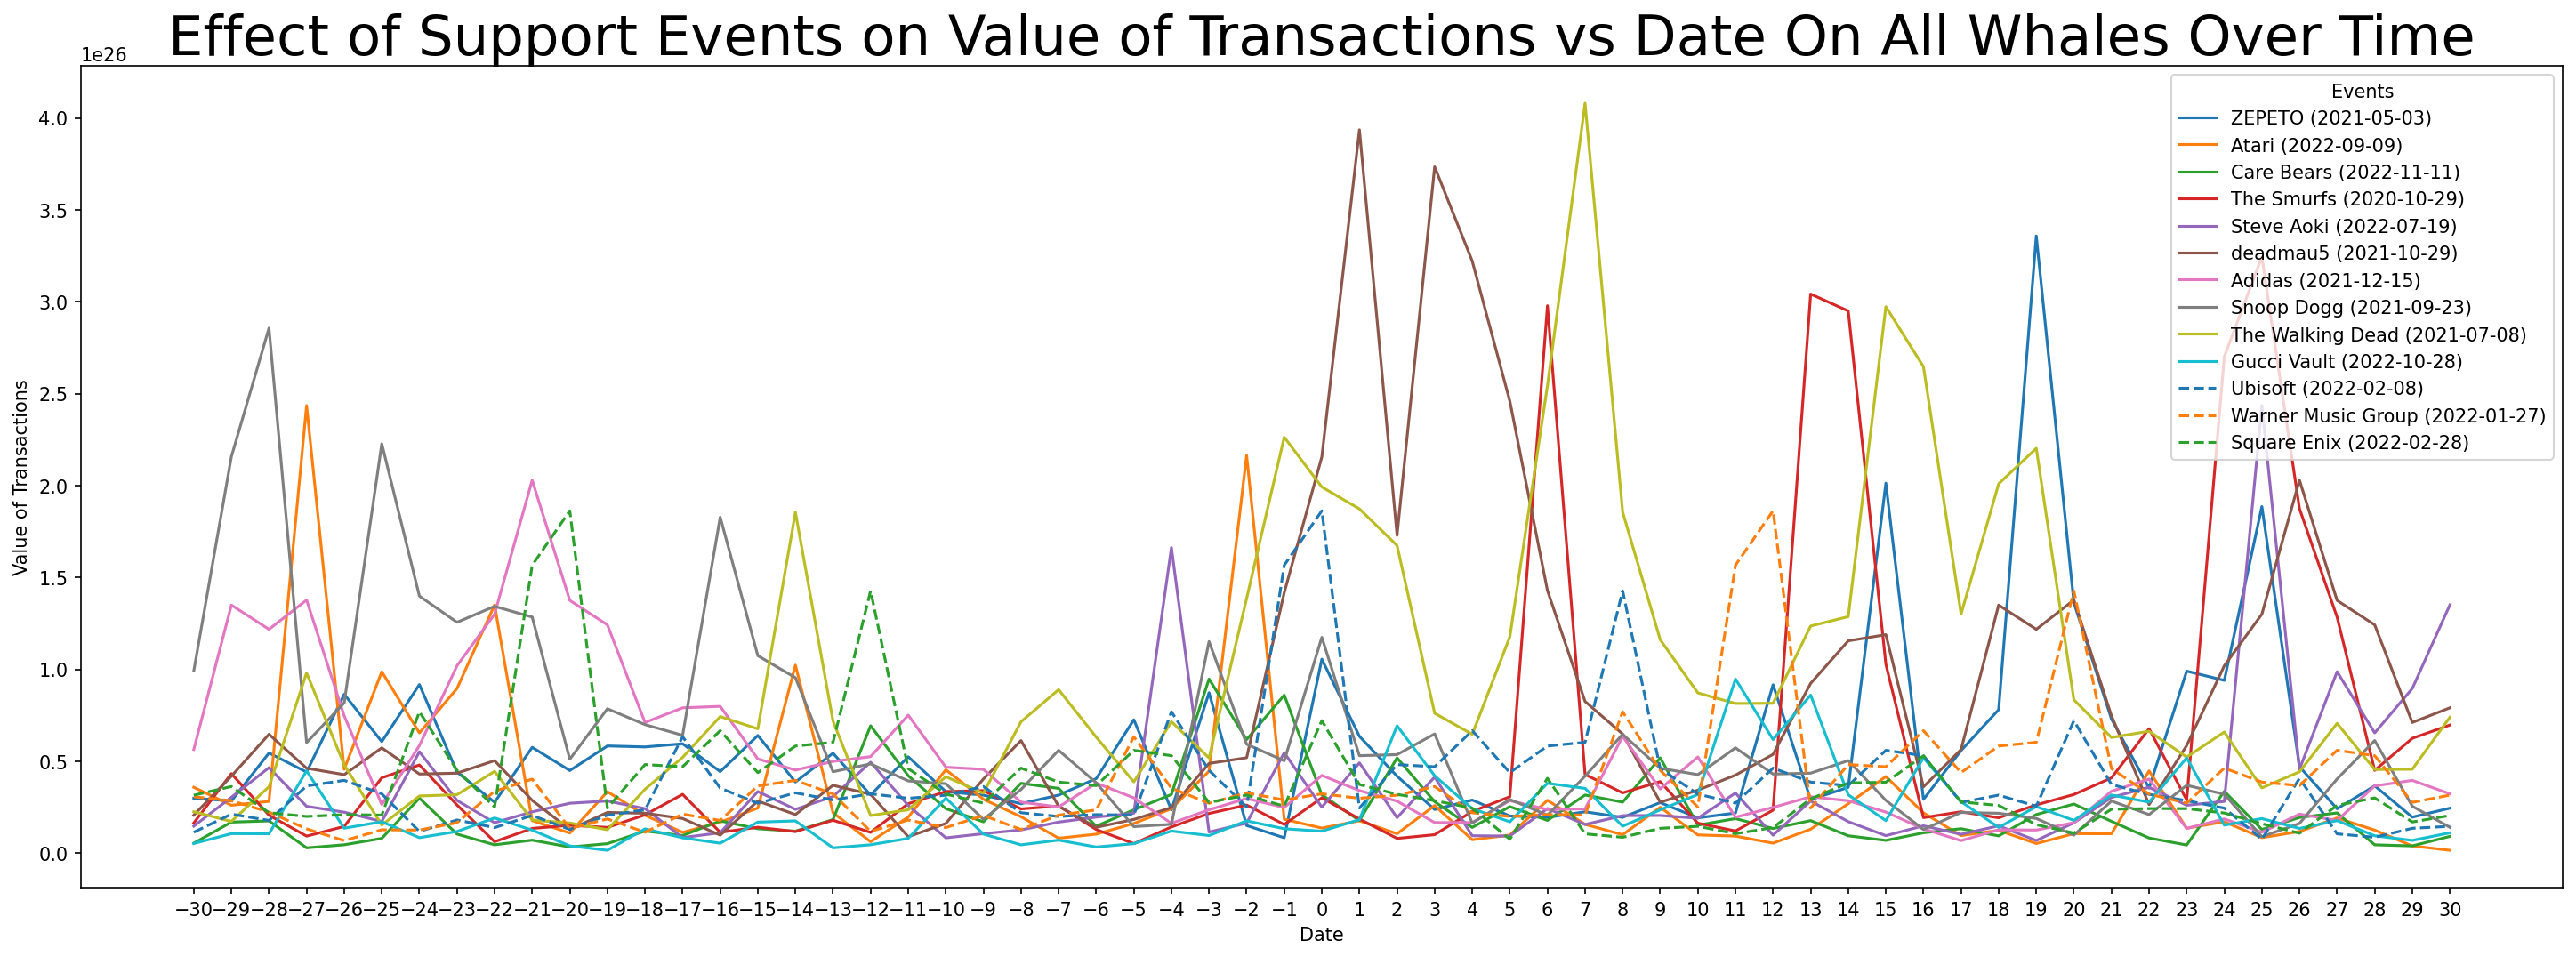 Effect of Support Events on Value of Transactions vs Date On All Whales Over Time
1e26
Events
ZEPETO (2021-05-03)
Atari (2022-09-09)
Care Bears (2022-11-11)
The Smurfs (2020-10-29)
Steve Aoki (2022-07-19)
deadmau5 (2021-10-29)
Adidas (2021-12-15)
Snoop Dogg (2021-09-23)
The Walking Dead (2021-07-08)
Gucci Vault (2022-10-28)
Ubisoft (2022-02-08)
Warner Music Group (2022-01-27)
Square Enix (2022-02-28)
4.0
3.5
3.0
2.5
2.0
1.5
1.0
0.5
0.0
Value of Transactions
−30 −29 −28 −27 −26 −25 −24 −23 −22 −21 −20 −19 −18 −17 −16 −15 −14 −13 −12 −11 −10 −9 −8 −7 −6 −5 −4 −3 −2 −1 0 1 2 3 4 5 6 7 8 9 10 11 12 13 14 15 16 17 18 19 20 21 22 23 24 25 26 27 28 29 30
Date